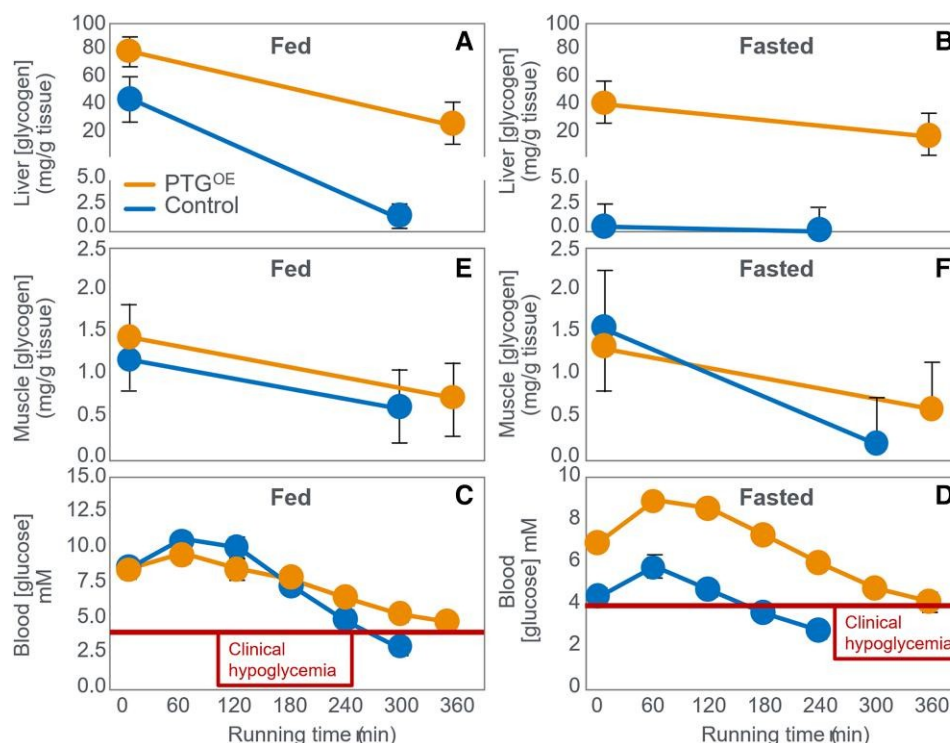 A
Fed
Liver [glycogen]
(mg/g tissue)
100
80
60
40
20
5.0
2.5
0.0
PTGOE
Control
B
Fasted
Liver [glycogen]
(mg/g tissue)
100
80
60
40
20
5.0
2.5
0.0
E
Fed
Muscle [glycogen]
(mg/g tissue)
2.5
2.0
1.5
1.0
0.5
0.0
F
Fasted
Muscle [glycogen]
(mg/g tissue)
2.5
2.0
1.5
1.0
0.5
0.0
C
Fed
Blood [glucose]
mM
15.0
12.5
10.0
7.5
5.0
2.5
0.0
Clinical
hypoglycemia
0 60 120 180 240 300 360
Running time (min)
D
Fasted
Blood
[glucose] mM
10
8
6
4
2
0
Clinical
hypoglycemia
0 60 120 180 240 300 360
Running time (min)